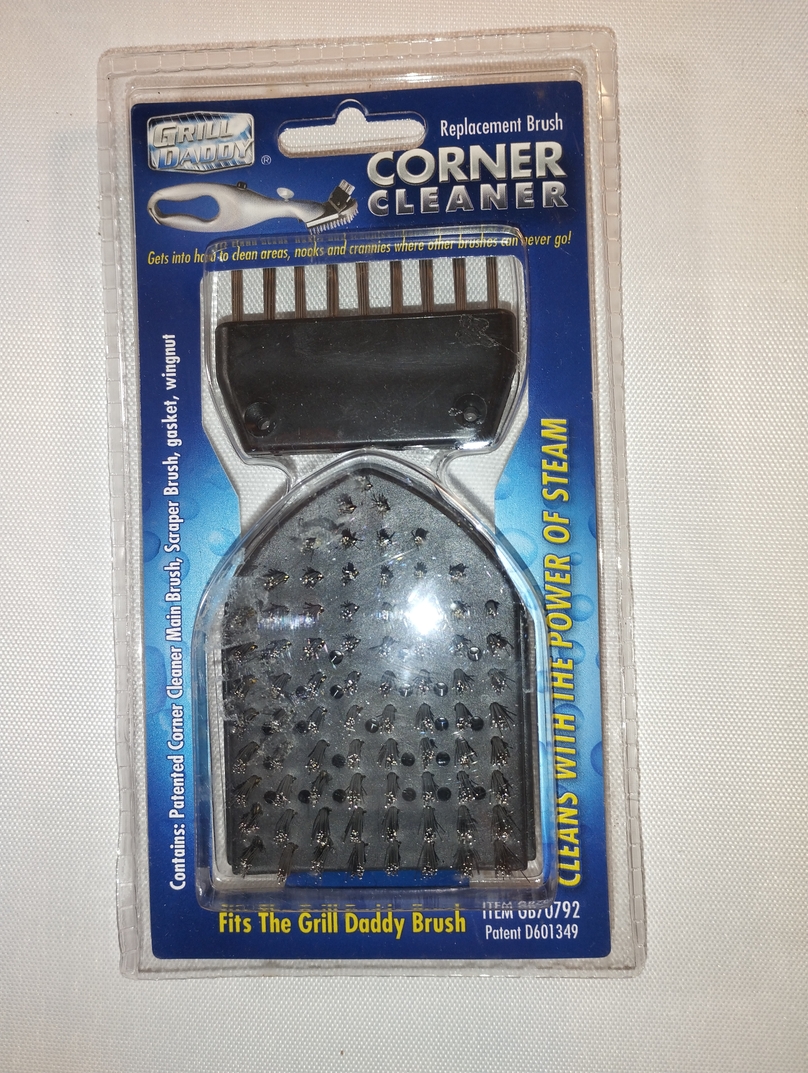 GRILL
DADDY
®
Replacement Brush
CORNER
CLEANER
Gets into hard to clean areas, nooks and crannies where other brushes can never go!
Contains: Patented Corner Cleaner Main Brush, Scraper Brush, gasket, wingnut
CLEANS WITH THE POWER OF STEAM
Fits The Grill Daddy Brush
ITEM GB70792
Patent D601349